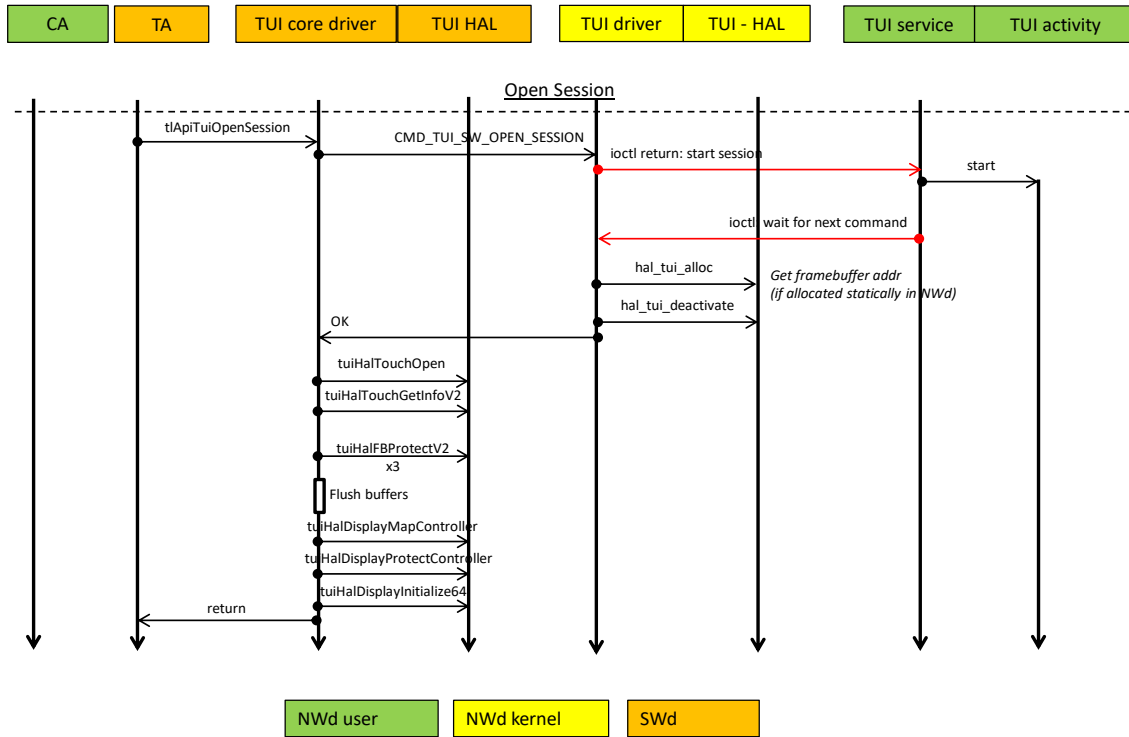 CA
TA
TUI core driver
TUI HAL
TUI driver
TUI - HAL
TUI service
TUI activity
Open Session
tlApiTuiOpenSession
CMD_TUI_SW_OPEN_SESSION
ioctl return: start session
start
ioctl wait for next command
hal_tui_alloc
Get framebuffer addr
(if allocated statically in NWd)
hal_tui_deactivate
OK
tuiHalTouchOpen
tuiHalTouchGetInfoV2
tuiHalFBProtectV2
x3
Flush buffers
tuiHalDisplayMapController
tuiHalDisplayProtectController
tuiHalDisplayInitialize64
return
NWd user
NWd kernel
SWd